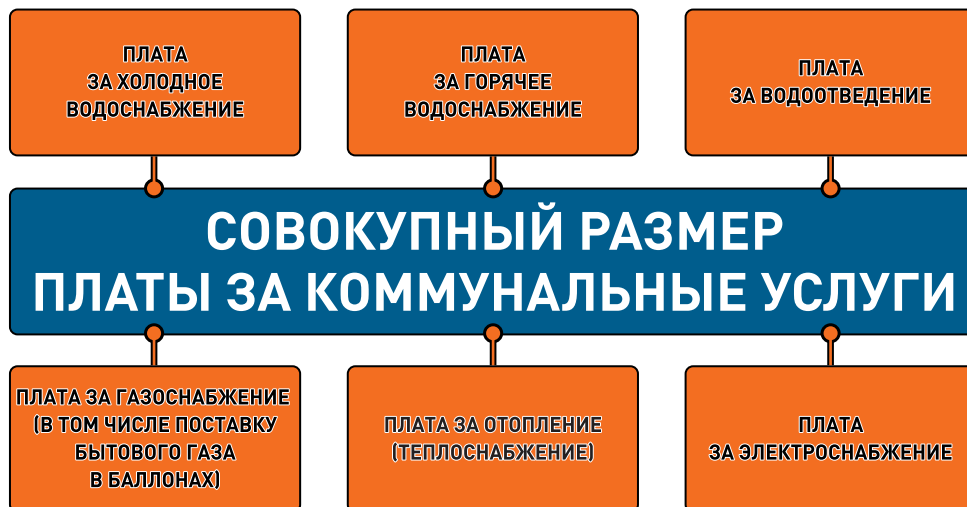 ПЛАТА
ЗА ХОЛОДНОЕ
ВОДОСНАБЖЕНИЕ
ПЛАТА
ЗА ГОРЯЧЕЕ
ВОДОСНАБЖЕНИЕ
ПЛАТА
ЗА ВОДООТВЕДЕНИЕ
СОВОКУПНЫЙ РАЗМЕР
ПЛАТЫ ЗА КОММУНАЛЬНЫЕ УСЛУГИ
ПЛАТА ЗА ГАЗОСНАБЖЕНИЕ
(В ТОМ ЧИСЛЕ ПОСТАВКУ
БЫТОВОГО ГАЗА
В БАЛЛОНАХ)
ПЛАТА ЗА ОТОПЛЕНИЕ
(ТЕПЛОСНАБЖЕНИЕ)
ПЛАТА
ЗА ЭЛЕКТРОСНАБЖЕНИЕ